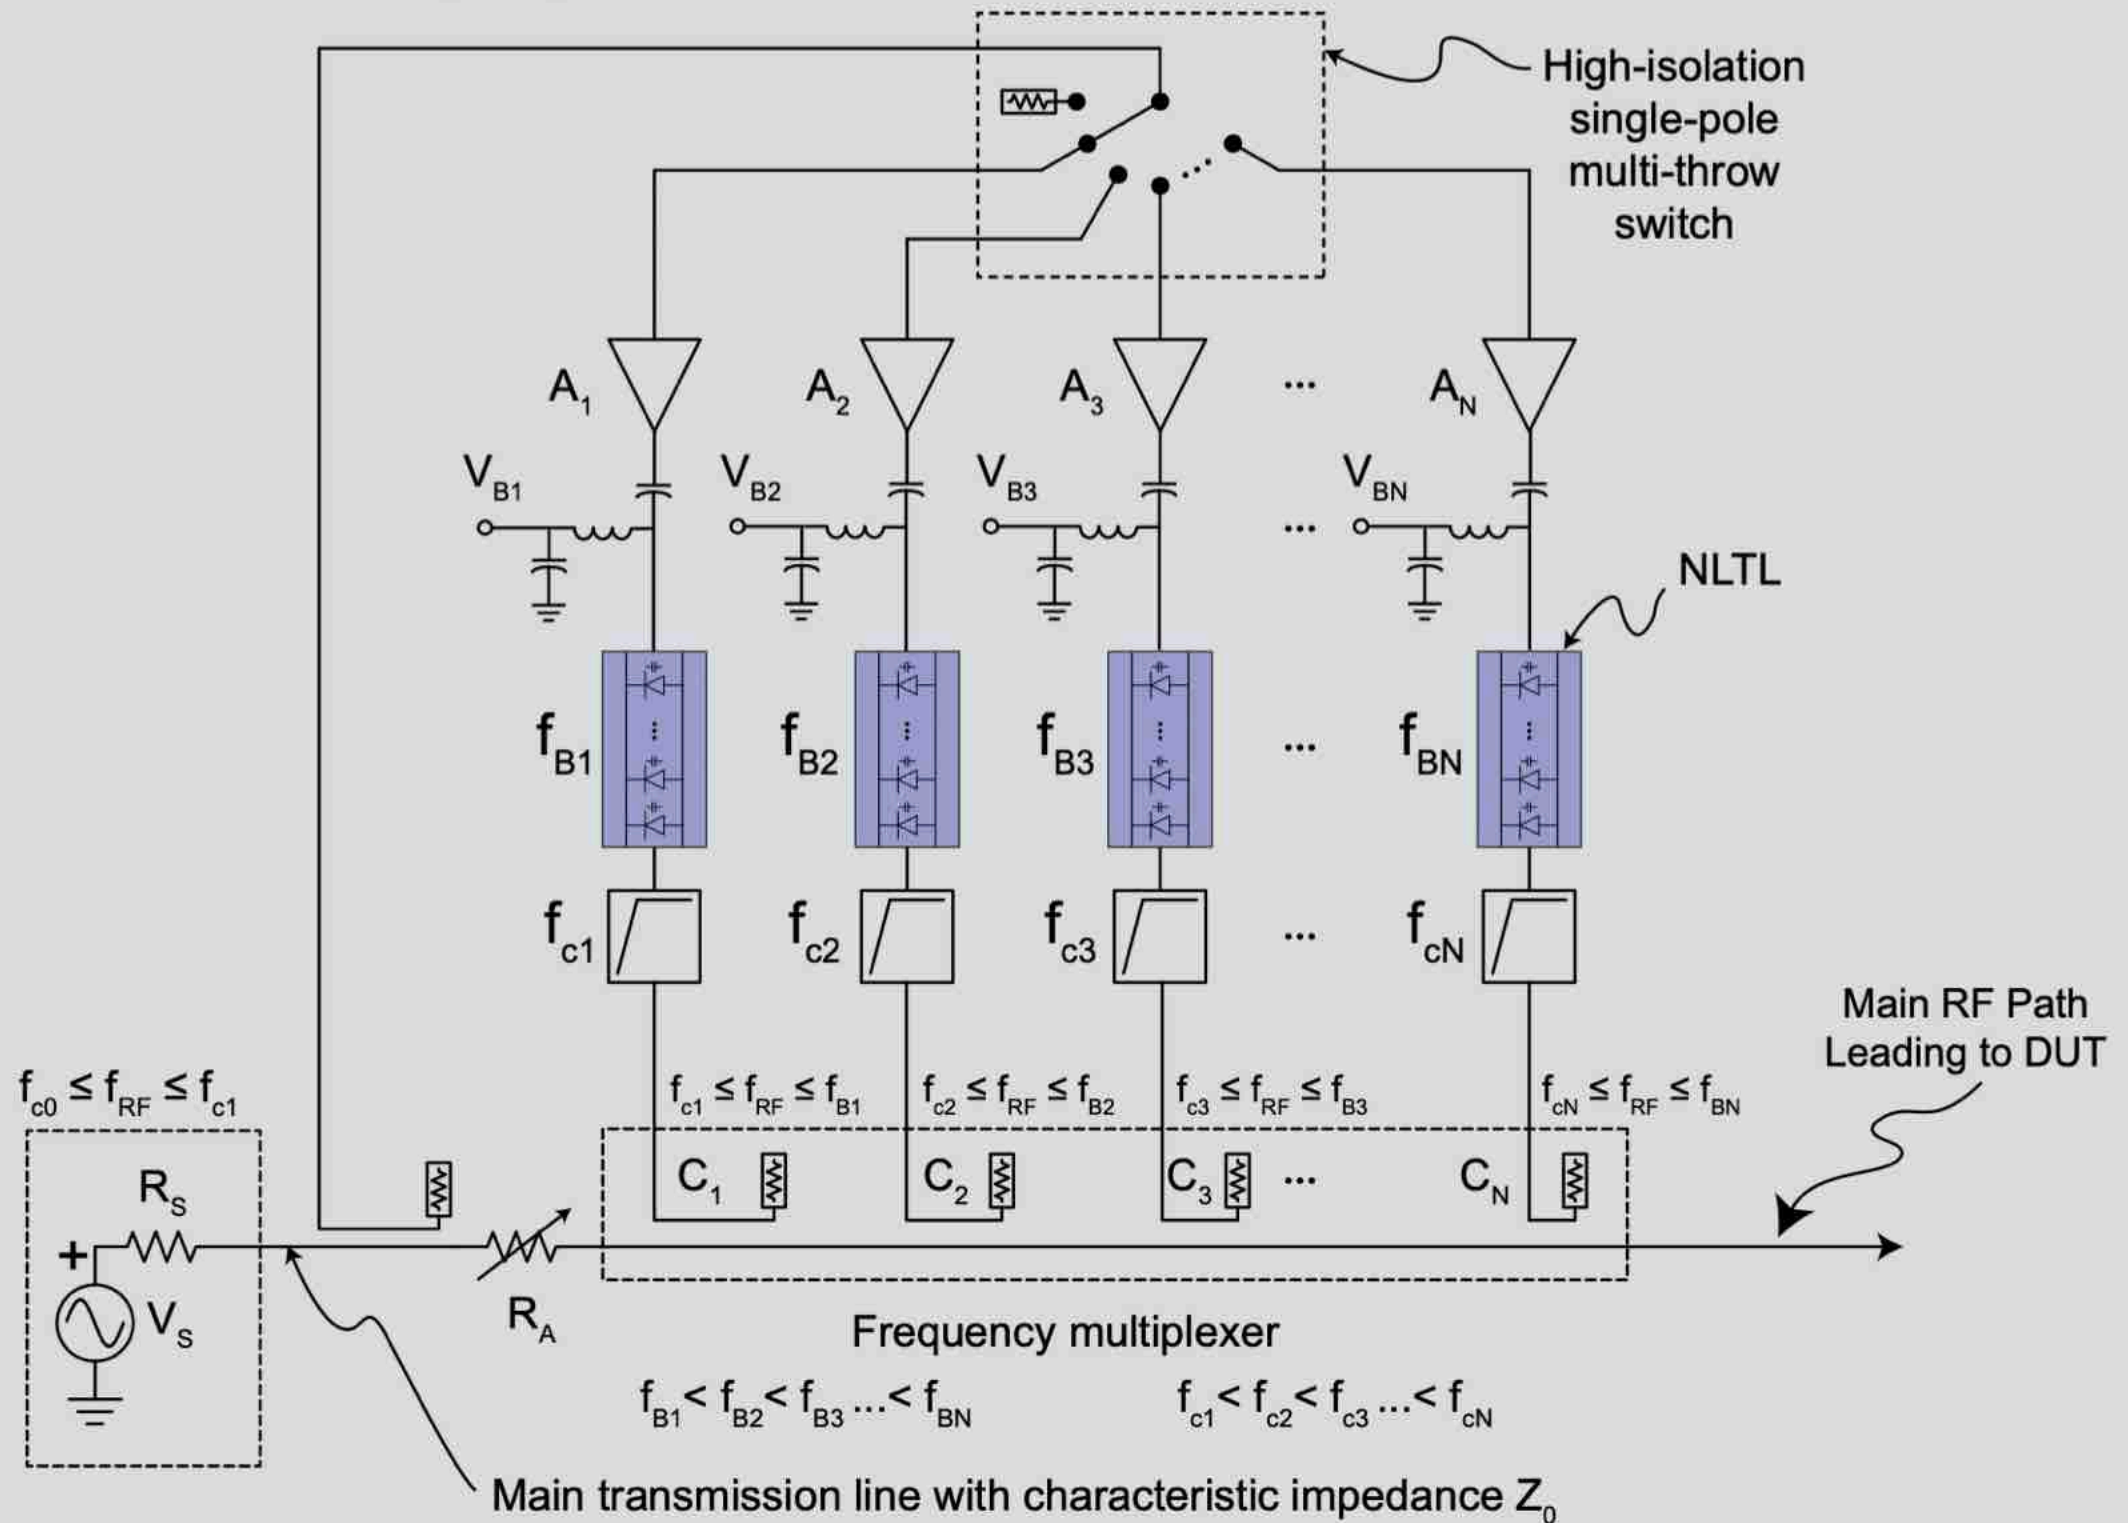 High-isolation
single-pole
multi-throw
switch
A1 A2 A3 ... AN
VB1 VB2 VB3 VBN
...
NLTL
fB1 fB2 fB3 ... fBN
fc1 fc2 fc3 ... fcN
Main RF Path
Leading to DUT
fc0 ≤ fRF ≤ fc1
fc1 ≤ fRF ≤ fB1 fc2 ≤ fRF ≤ fB2 fc3 ≤ fRF ≤ fB3 fcN ≤ fRF ≤ fBN
RS
C1 C2 C3 ... CN
+
VS
RA
Frequency multiplexer
fB1 < fB2 < fB3 ... < fBN fc1 < fc2 < fc3 ... < fcN
Main transmission line with characteristic impedance Z0